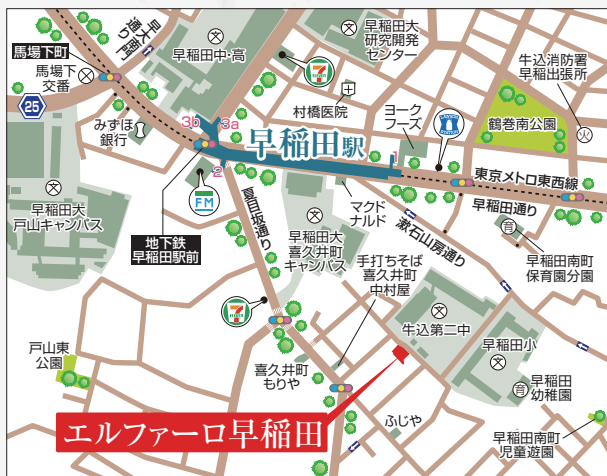 早大
南門
通り
早稲田中・高
早稲田大
研究開発
センター
牛込消防署
早稲出張所
馬場下町
馬場下
交番
25
みずほ
銀行
3b
3a
村橋医院
ヨーク
フーズ
鶴巻南公園
早稲田駅
1
2
東京メトロ東西線
早稲田通り
早稲田大
戸山キャンパス
FM
地下鉄
早稲田駅前
夏目坂通り
早稲田大
喜久井町
キャンパス
マクド
ナルド
漱石山房通り
早稲田南町
保育園分園
手打ちそば
喜久井町
中村屋
牛込第二中
早稲田小
戸山東
公園
喜久井町
もりや
早稲田
幼稚園
ふじや
エルファーロ早稲田
早稲田南町
児童遊園